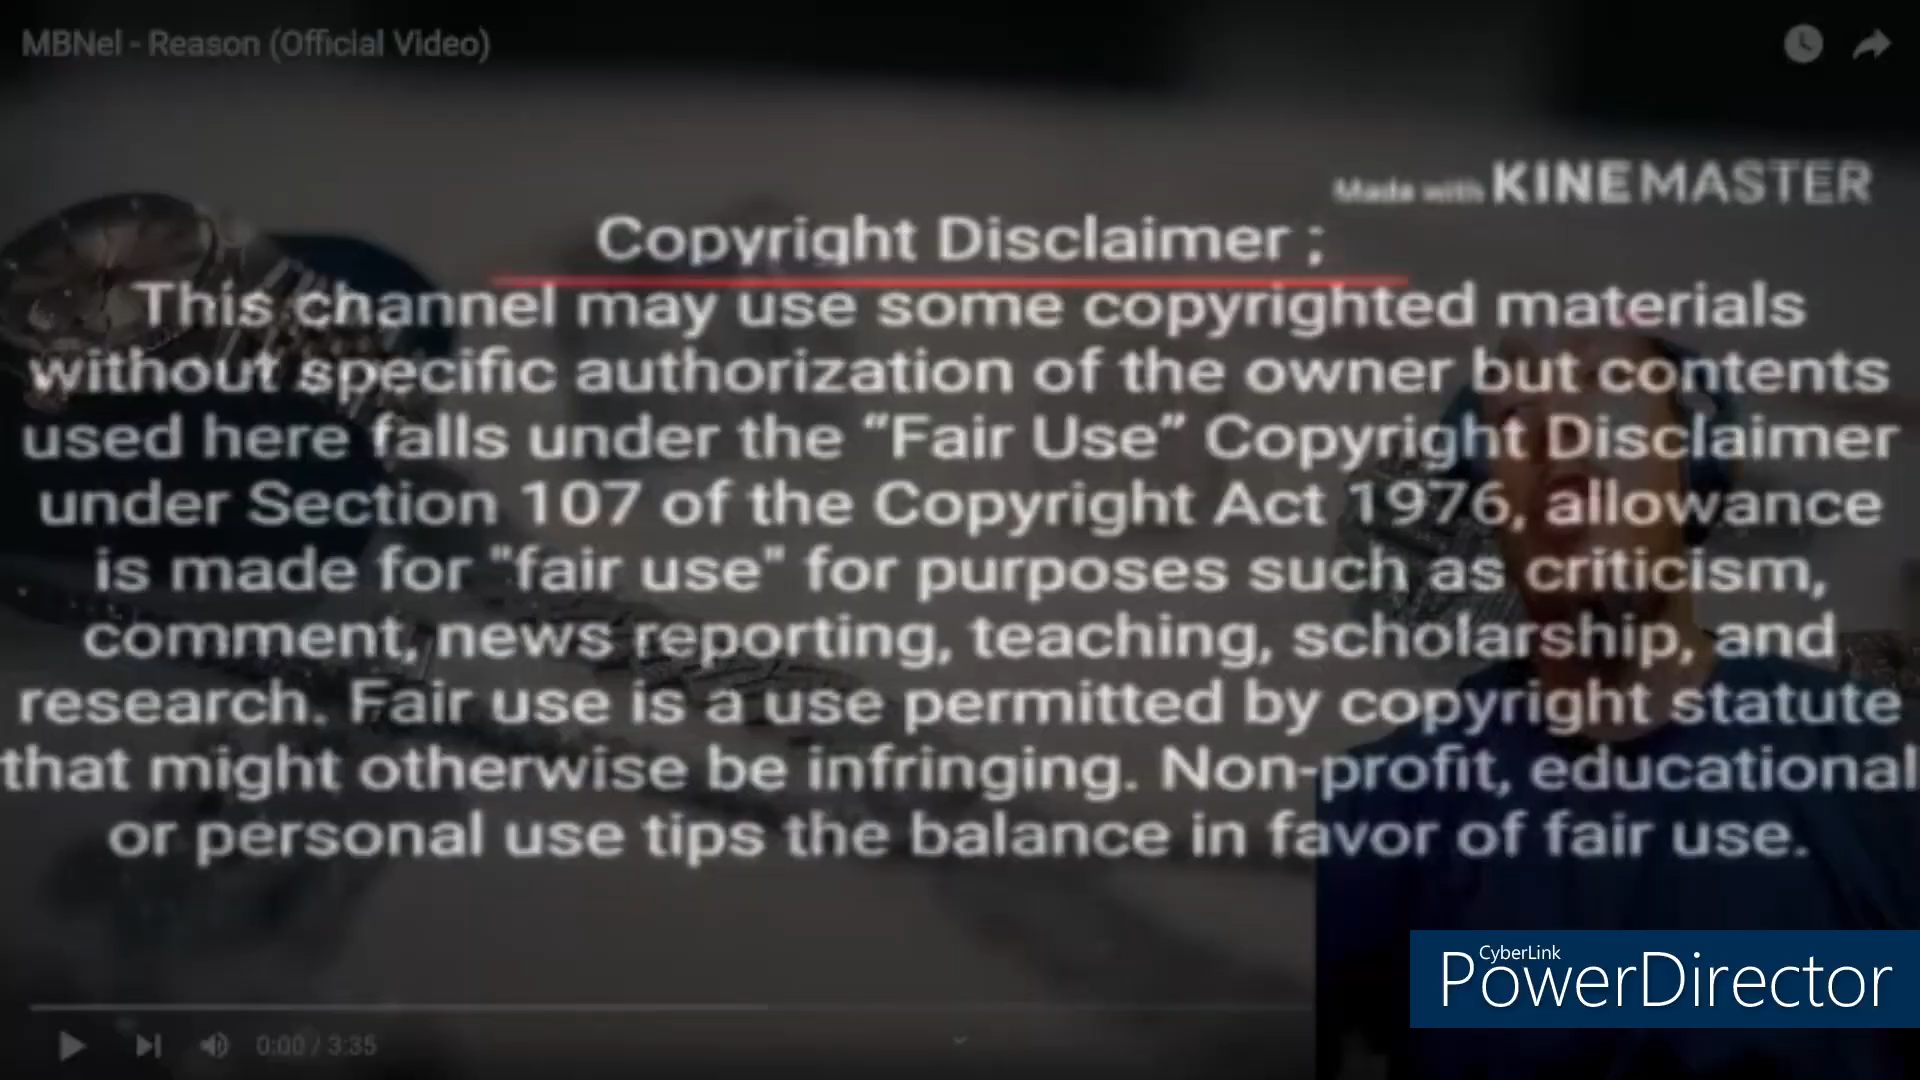 MBNel - Reason (Official Video)
Made with KINEMASTER
Copyright Disclaimer ;
This channel may use some copyrighted materials
without specific authorization of the owner but contents
used here falls under the “Fair Use” Copyright Disclaimer
under Section 107 of the Copyright Act 1976, allowance
is made for "fair use" for purposes such as criticism,
comment, news reporting, teaching, scholarship, and
research. Fair use is a use permitted by copyright statute
that might otherwise be infringing. Non-profit, educational
or personal use tips the balance in favor of fair use.
CyberLink
PowerDirector
0:00 / 3:35